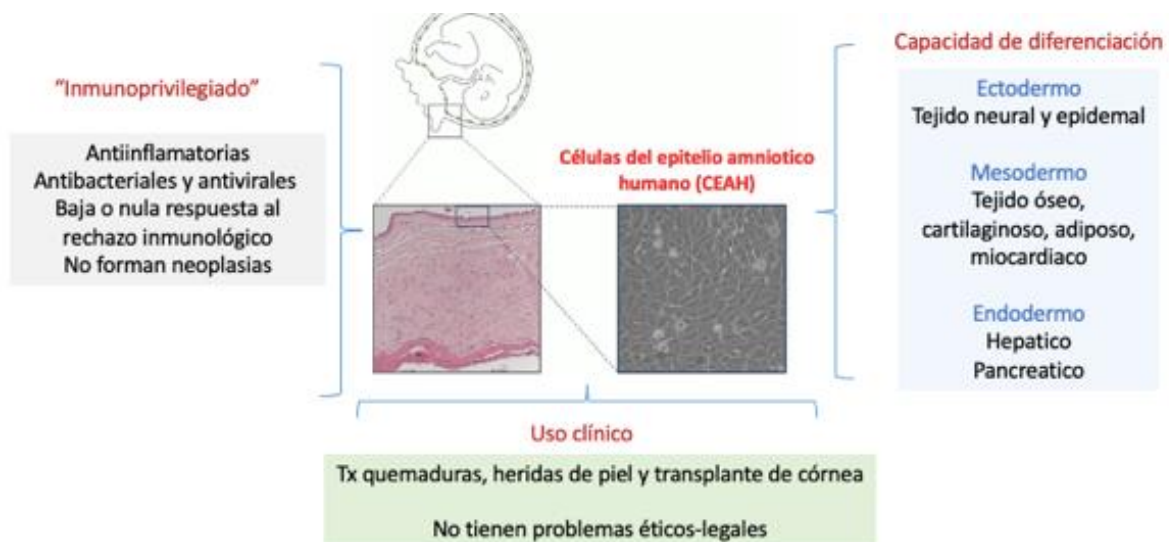 "Inmunoprivilegiado"
Antiinflamatorias
Antibacteriales y antivirales
Baja o nula respuesta al
rechazo inmunológico
No forman neoplasias
Células del epitelio amniotico
humano (CEAH)
Capacidad de diferenciación
Ectodermo
Tejido neural y epidemal
Mesodermo
Tejido óseo,
cartilaginoso, adiposo,
miocardiaco
Endodermo
Hepatico
Pancreatico
Uso clínico
Tx quemaduras, heridas de piel y transplante de córnea
No tienen problemas éticos-legales